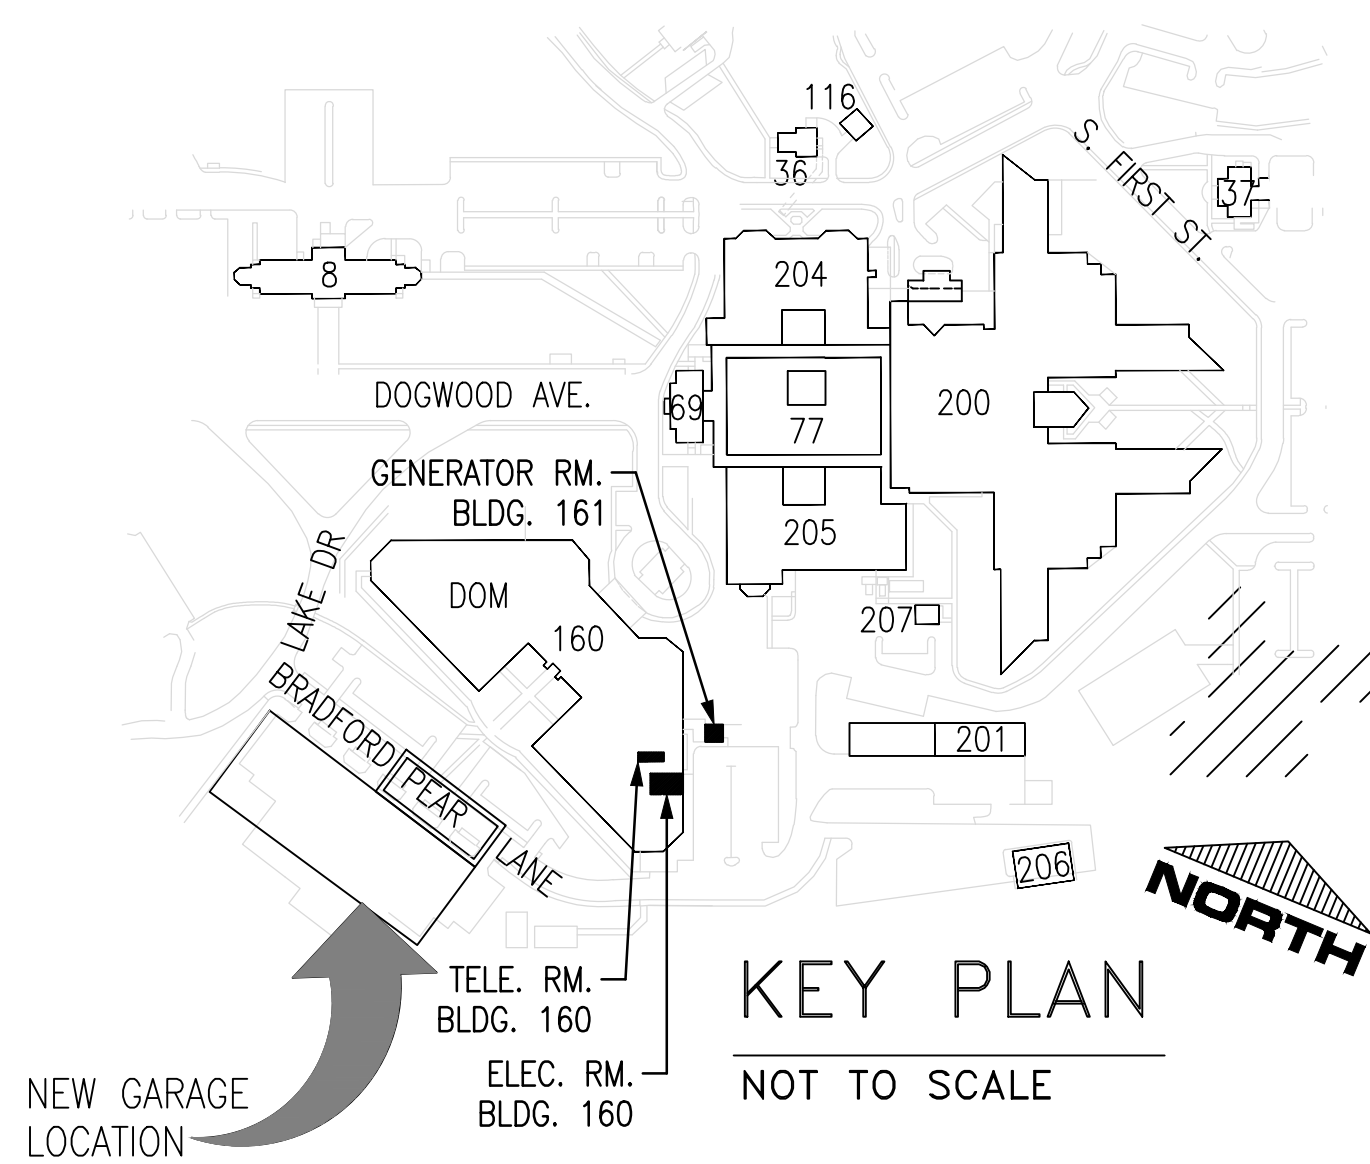 116
36
S. FIRST ST.
37
8
204
DOGWOOD AVE.
69
77
200
GENERATOR RM.
BLDG. 161
205
LAKE DR
DOM
160
207
BRADFORD PEAR LANE
201
206
NORTH
TELE. RM.
BLDG. 160
KEY PLAN
ELEC. RM.
BLDG. 160
NOT TO SCALE
NEW GARAGE
LOCATION